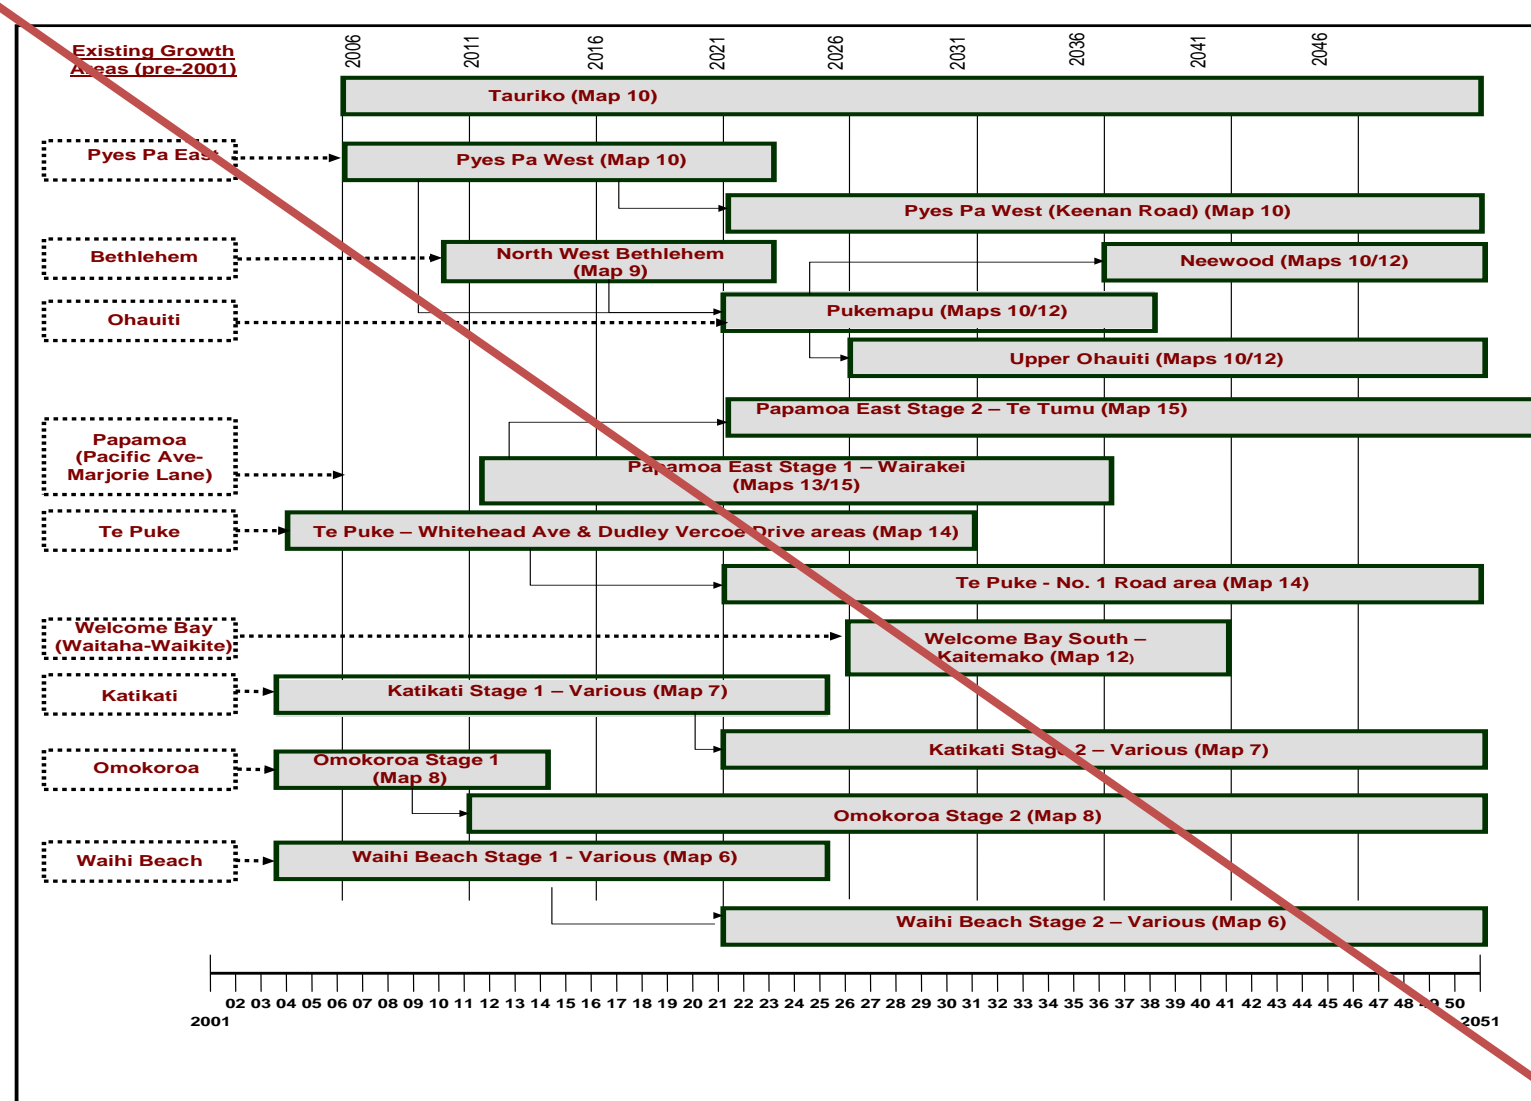 Existing Growth
Areas (pre-2001)
2006
2011
2016
2021
2026
2031
2036
2041
2046
Tauriko (Map 10)
Pyes Pa East
Pyes Pa West (Map 10)
Pyes Pa West (Keenan Road) (Map 10)
Bethlehem
North West Bethlehem
(Map 9)
Neewood (Maps 10/12)
Ohauiti
Pukemapu (Maps 10/12)
Upper Ohauiti (Maps 10/12)
Papamoa East Stage 2 – Te Tumu (Map 15)
Papamoa
(Pacific Ave-
Marjorie Lane)
Papamoa East Stage 1 – Wairakei
(Maps 13/15)
Te Puke
Te Puke – Whitehead Ave & Dudley Vercoe Drive areas (Map 14)
Te Puke - No. 1 Road area (Map 14)
Welcome Bay
(Waitaha-Waikite)
Welcome Bay South –
Kaitemako (Map 12)
Katikati
Katikati Stage 1 – Various (Map 7)
Katikati Stage 2 – Various (Map 7)
Omokoroa
Omokoroa Stage 1
(Map 8)
Omokoroa Stage 2 (Map 8)
Waihi Beach
Waihi Beach Stage 1 - Various (Map 6)
Waihi Beach Stage 2 – Various (Map 6)
02 03 04 05 06 07 08 09 10 11 12 13 14 15 16 17 18 19 20 21 22 23 24 25 26 27 28 29 30 31 32 33 34 35 36 37 38 39 40 41 42 43 44 45 46 47 48 49 50
2001 2051